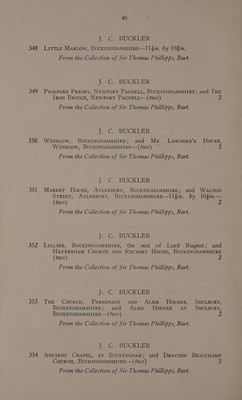 46
J. C. BUCKLER
348 LITTLE MARLOW, BUCKINGHAMSHIRE—11¼in. by 16¾in.
From the Collection of Sir Thomas Phillipps, Bart.
J. C. BUCKLER
349 PICKFORD PRIORY, NEWPORT PAGNELL, BUCKINGHAMSHIRE; and THE
IRON BRIDGE, NEWPORT PAGNELL—(two) 2
From the Collection of Sir Thomas Phillipps, Bart.
J. C. BUCKLER
350 WINSLOW, BUCKINGHAMSHIRE; and MR. LOWNDES'S HOUSE,
WINSLOW, BUCKINGHAMSHIRE—(two) 2
From the Collection of Sir Thomas Phillipps, Bart.
J. C. BUCKLER
351 MARKET HOUSE, AYLESBURY, BUCKINGHAMSHIRE; and WALTON
STREET, AYLESBURY, BUCKINGHAMSHIRE—11¼in. by 16¾in.—
(two) 2
From the Collection of Sir Thomas Phillipps, Bart.
J. C. BUCKLER
352 LILLIES, BUCKINGHAMSHIRE, the seat of Lord Nugent; and
HAVERSHAM CHURCH AND RECTORY HOUSE, BUCKINGHAMSHIRE
(two) 2
From the Collection of Sir Thomas Phillipps, Bart.
J. C. BUCKLER
353 THE CHURCH, PARSONAGE AND ALMS HOUSES, SOULBURY,
BUCKINGHAMSHIRE; and ALMS HOUSES AT SOULBURY,
BUCKINGHAMSHIRE—(two) 2
From the Collection of Sir Thomas Phillipps, Bart.
J. C. BUCKLER
354 ANCIENT CHAPEL, IN BUCKINGHAM; and DRAYTON BEAUCHAMP
CHURCH, BUCKINGHAMSHIRE—(two) 2
From the Collection of Sir Thomas Phillipps, Bart.